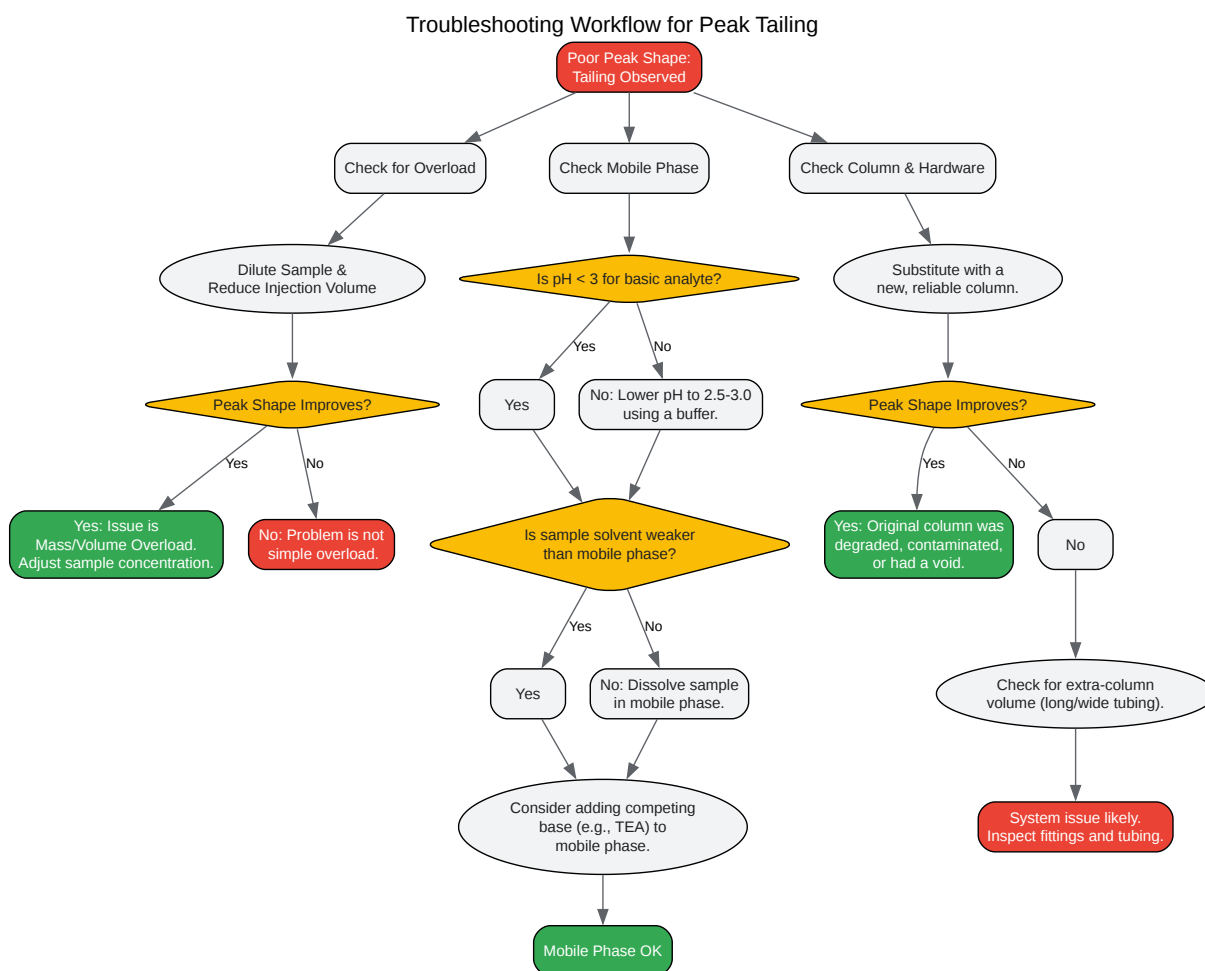 Troubleshooting Workflow for Peak Tailing
Poor Peak Shape:
Tailing Observed
Check for Overload
Check Mobile Phase
Check Column & Hardware
Dilute Sample &
Reduce Injection Volume
Is pH < 3 for basic analyte?
Substitute with a
new, reliable column.
Yes
No
Peak Shape Improves?
Yes
No: Lower pH to 2.5-3.0
using a buffer.
Peak Shape Improves?
Yes
No
Yes
No
Yes: Issue is
Mass/Volume Overload.
Adjust sample concentration.
No: Problem is not
simple overload.
Is sample solvent weaker
than mobile phase?
Yes: Original column was
degraded, contaminated,
or had a void.
No
Yes
No
Yes
No: Dissolve sample
in mobile phase.
Check for extra-column
volume (long/wide tubing).
Consider adding competing
base (e.g., TEA) to
mobile phase.
System issue likely.
Inspect fittings and tubing.
Mobile Phase OK